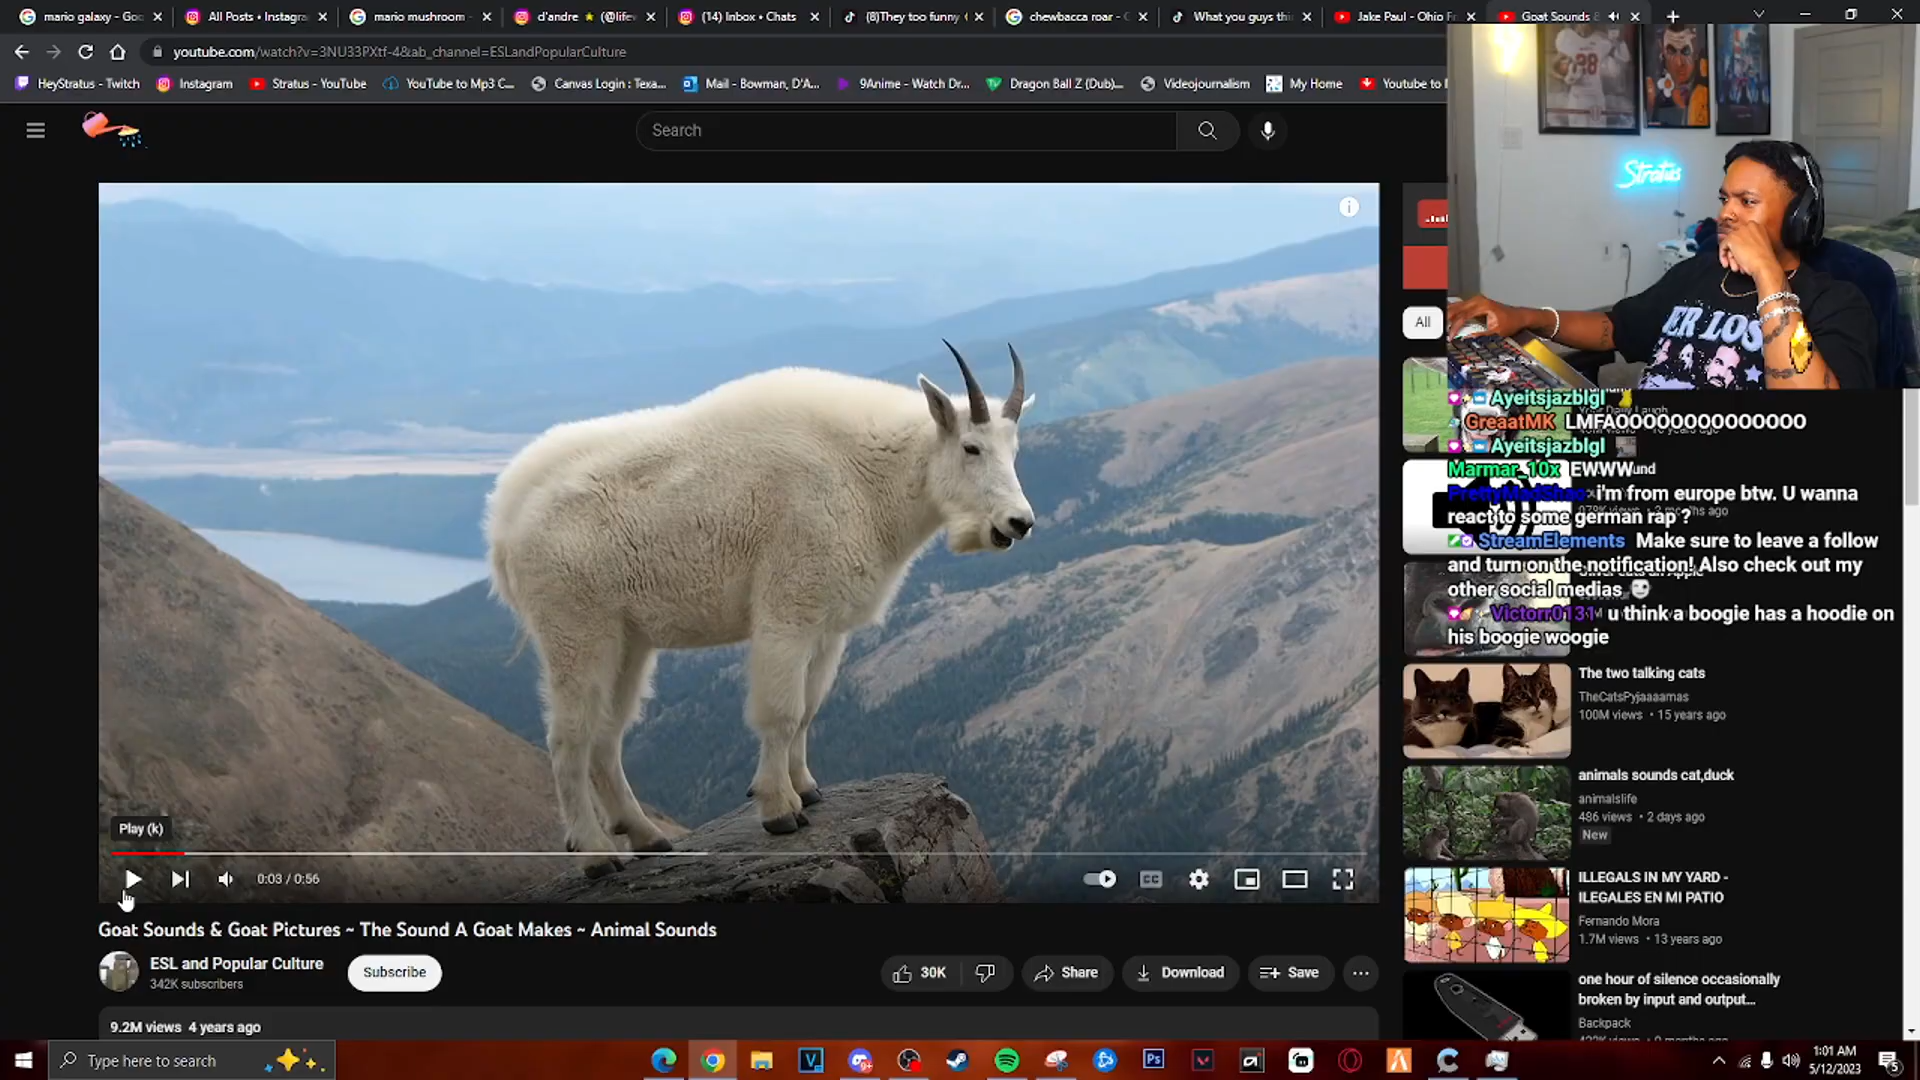 mario galaxy - Goo
All Posts • Instagra
mario mushroom -
d'andre ★ (@lifev
(14) Inbox • Chats
(8)They too funny
chewbacca roar - G
What you guys thi
Jake Paul - Ohio Fr
Goat Sounds &
youtube.com/watch?v=3NU33PXtf-4&ab_channel=ESLandPopularCulture
HeyStratus - Twitch
Instagram
Stratus - YouTube
YouTube to Mp3 C...
Canvas Login : Texa...
Mail - Bowman, D'A...
9Anime - Watch Dr...
Dragon Ball Z (Dub)...
Videojournalism
My Home
Youtube to
Search
28
Stratus
ER LOS
All
Ayeitsjazblgl
GreaatMK LMFAOOOOOOOOOOOOOO
Ayeitsjazblgl
Marmar_10x EWWW
PrettyMadShao i'm from europe btw. U wanna
react to some german rap ?
StreamElements Make sure to leave a follow
and turn on the notification! Also check out my
other social medias
Victorr0131 u think a boogie has a hoodie on
his boogie woogie
The two talking cats
TheCatsPyjaaamas
100M views • 15 years ago
animals sounds cat,duck
animalslife
486 views • 2 days ago
New
ILLEGALS IN MY YARD -
ILEGALES EN MI PATIO
Fernando Mora
1.7M views • 13 years ago
one hour of silence occasionally
broken by input and output...
Backpack
Play (k)
0:03 / 0:56
CC
Goat Sounds & Goat Pictures ~ The Sound A Goat Makes ~ Animal Sounds
ESL and Popular Culture
342K subscribers
Subscribe
30K
Share
Download
Save
9.2M views 4 years ago
Type here to search
1:01 AM
5/12/2023